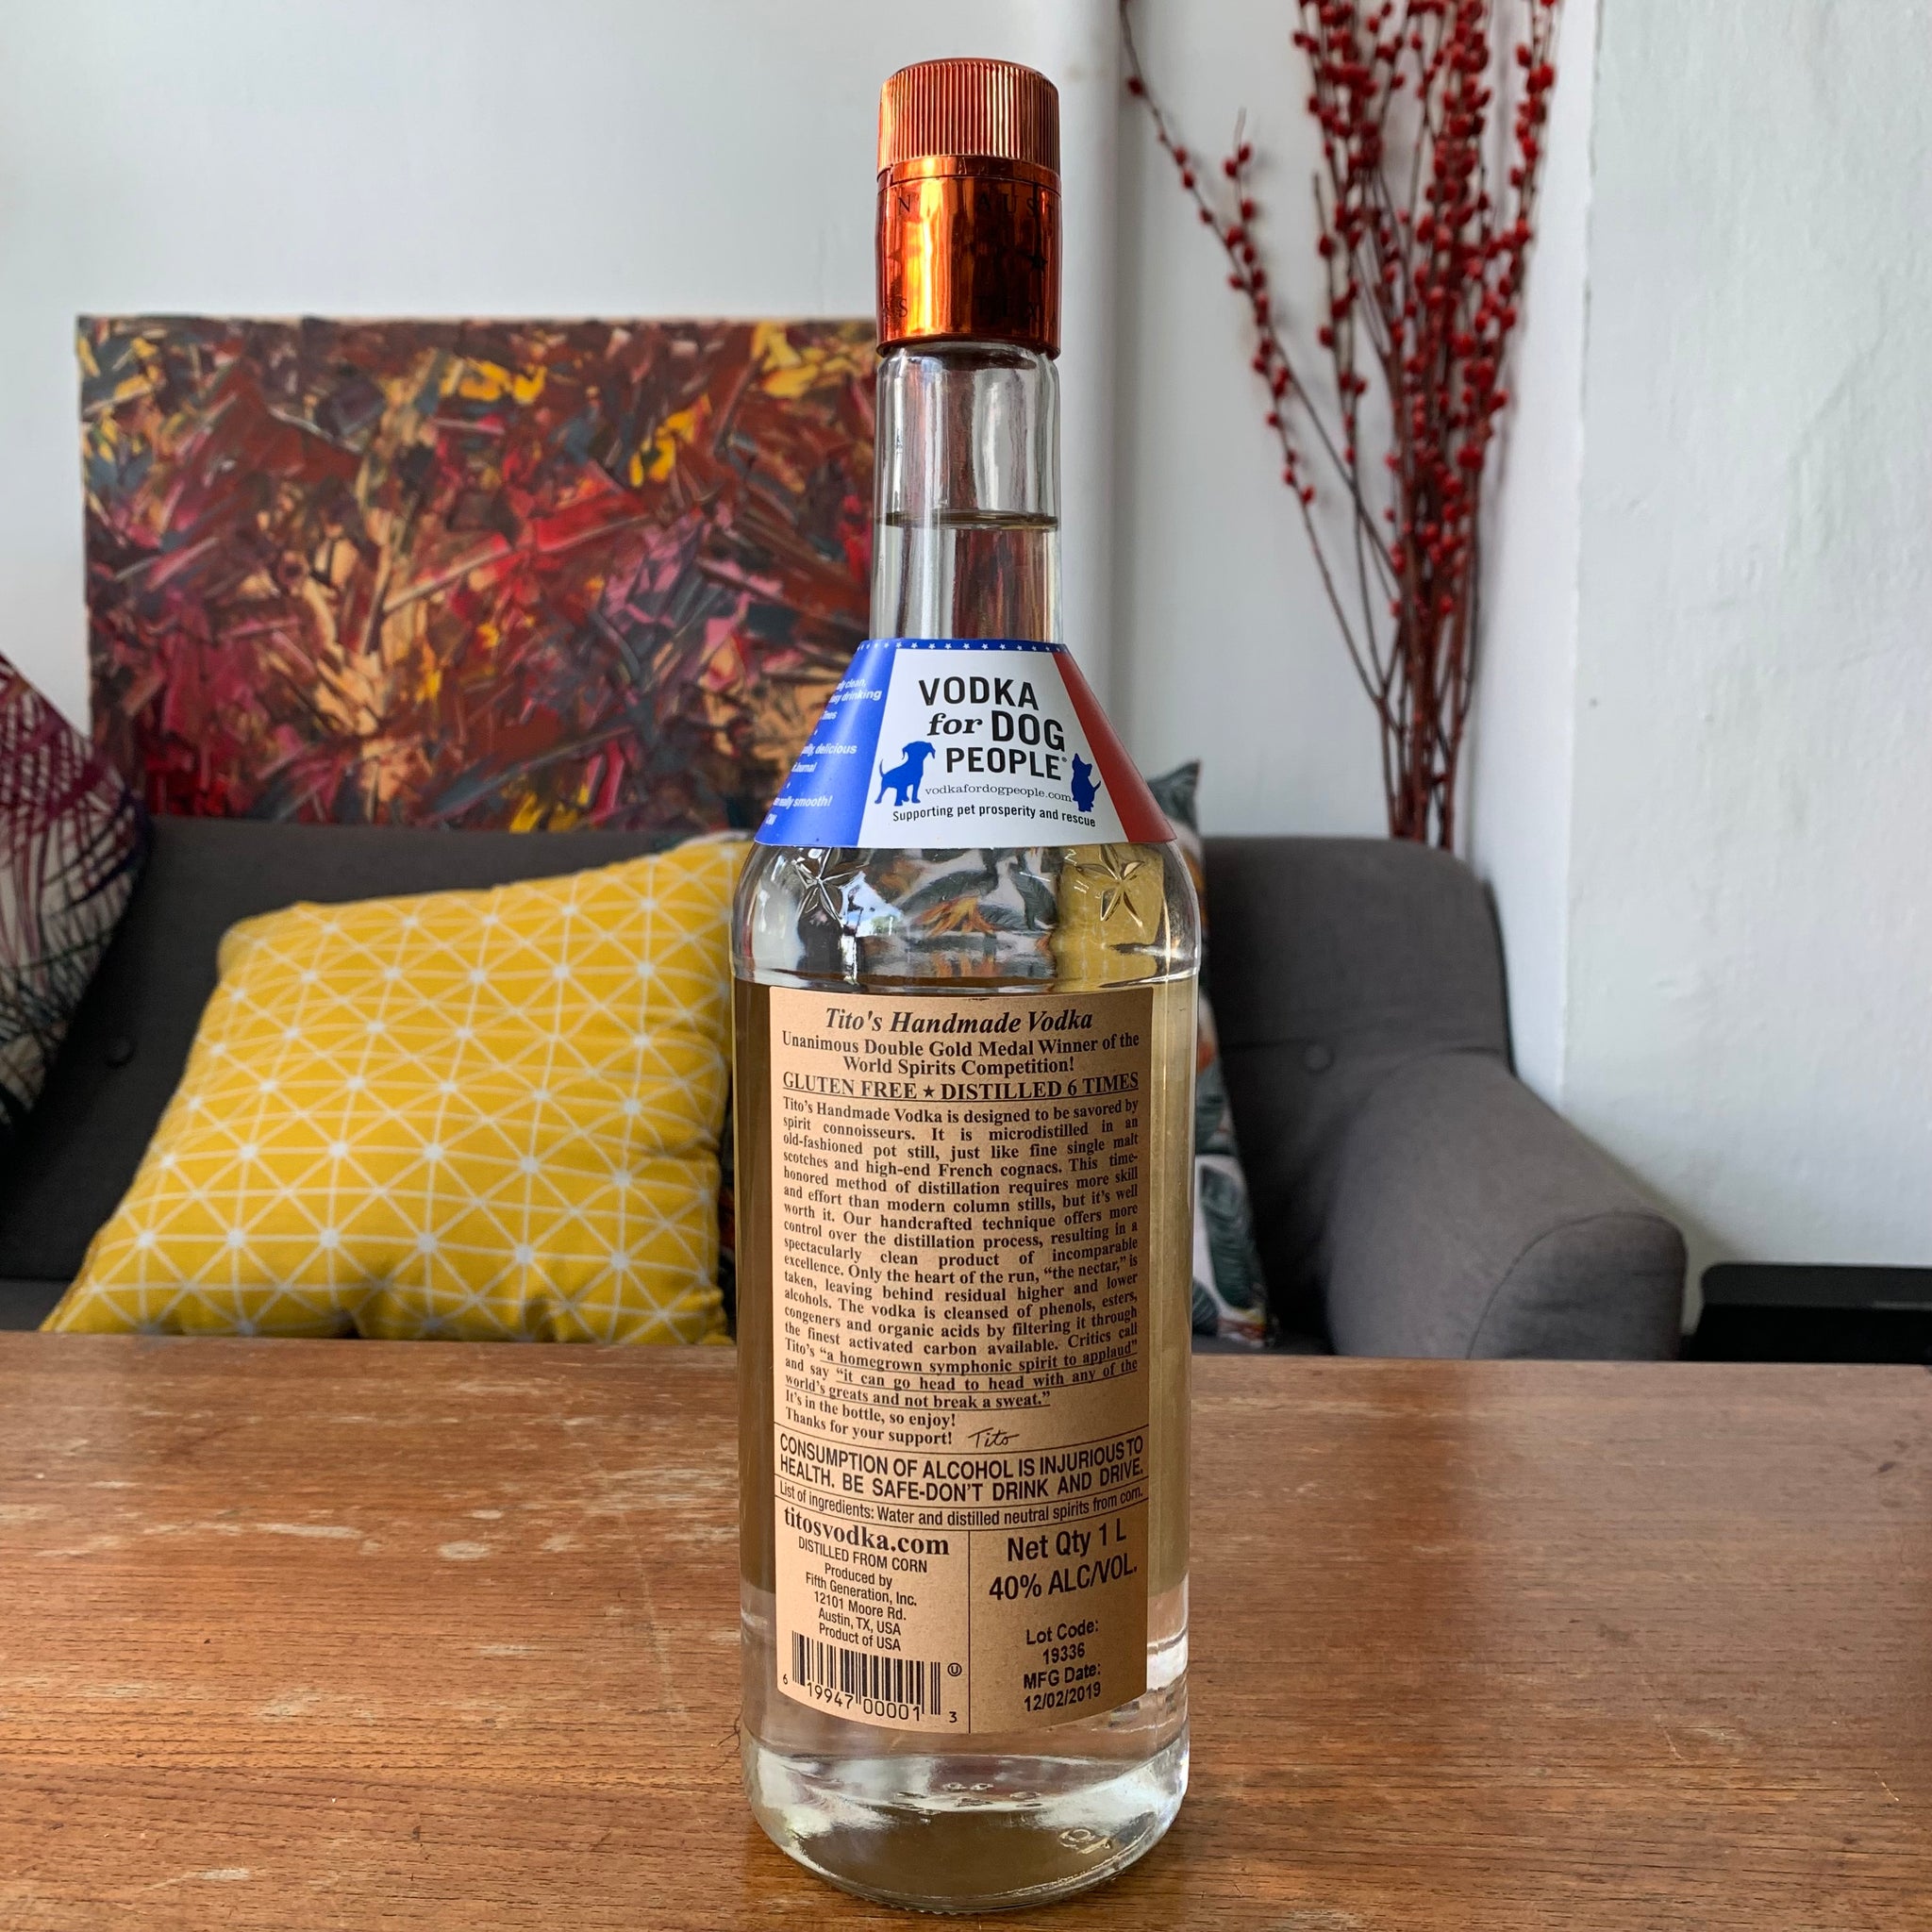 N AUS
VODKA
for DOG
PEOPLE
vodkafordogpeople.com
Supporting pet prosperity and rescue
clean,
drinking
delicious
Journal
really smooth!
Tito's Handmade Vodka
Unanimous Double Gold Medal Winner of the
World Spirits Competition!
GLUTEN FREE ★ DISTILLED 6 TIMES
Tito's Handmade Vodka is designed to be savored by
spirit connoisseurs. It is microdistilled in an
old-fashioned pot still, just like fine single malt
scotches and high-end French cognacs. This time-
honored method of distillation requires more skill
and effort than modern column stills, but it's well
worth it. Our handcrafted technique offers more
control over the distillation process, resulting in a
spectacularly clean product of incomparable
excellence. Only the heart of the run, "the nectar," is
taken, leaving behind residual higher and lower
alcohols. The vodka is cleansed of phenols, esters,
congeners and organic acids by filtering it through
the finest activated carbon available. Critics call
Tito's "a homegrown symphonic spirit to applaud"
and say "it can go head to head with any of the
world's greats and not break a sweat."
It's in the bottle, so enjoy!
Thanks for your support! Tito
CONSUMPTION OF ALCOHOL IS INJURIOUS TO
HEALTH. BE SAFE-DON'T DRINK AND DRIVE.
List of ingredients: Water and distilled neutral spirits from corn.
titosvodka.com
DISTILLED FROM CORN
Produced by
Fifth Generation, Inc.
12101 Moore Rd.
Austin, TX, USA
Product of USA
U
6 19947 00001 3
Net Qty 1 L
40% ALC/VOL.
Lot Code:
19336
MFG Date:
12/02/2019